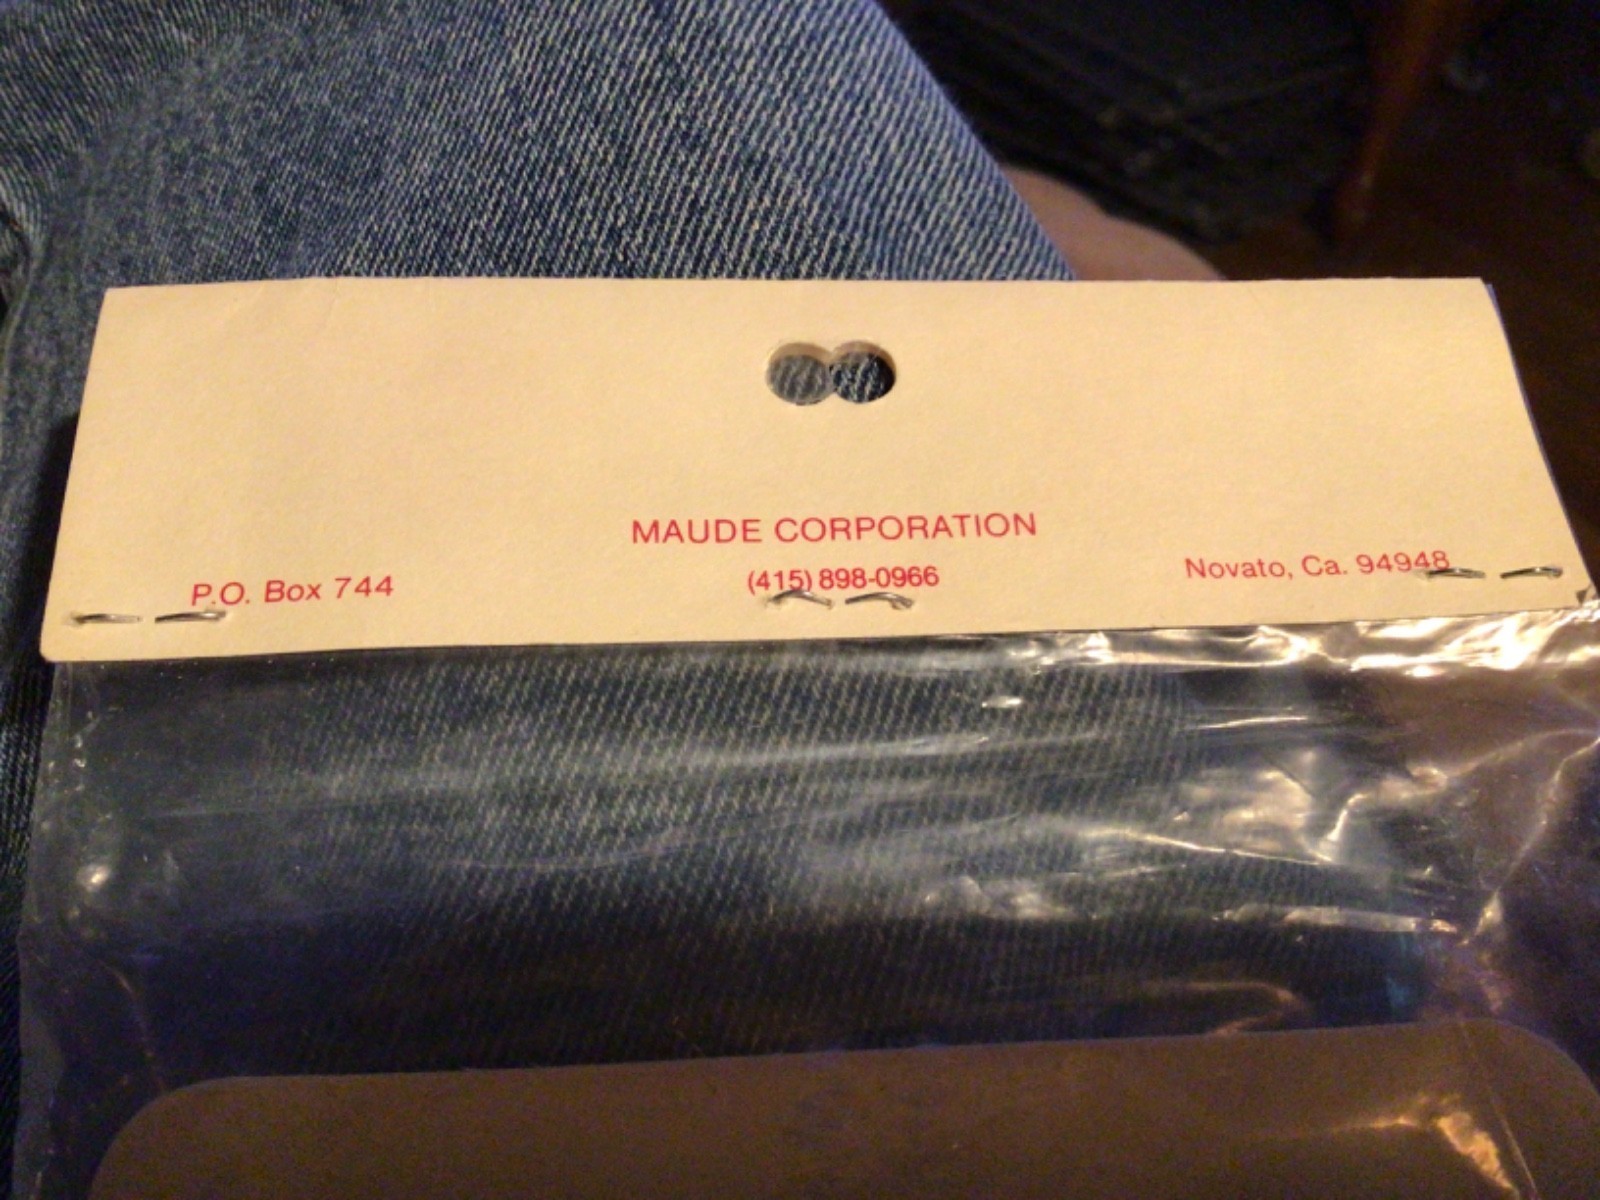 MAUDE CORPORATION
P.O. Box 744
(415) 898-0966
Novato, Ca. 94948